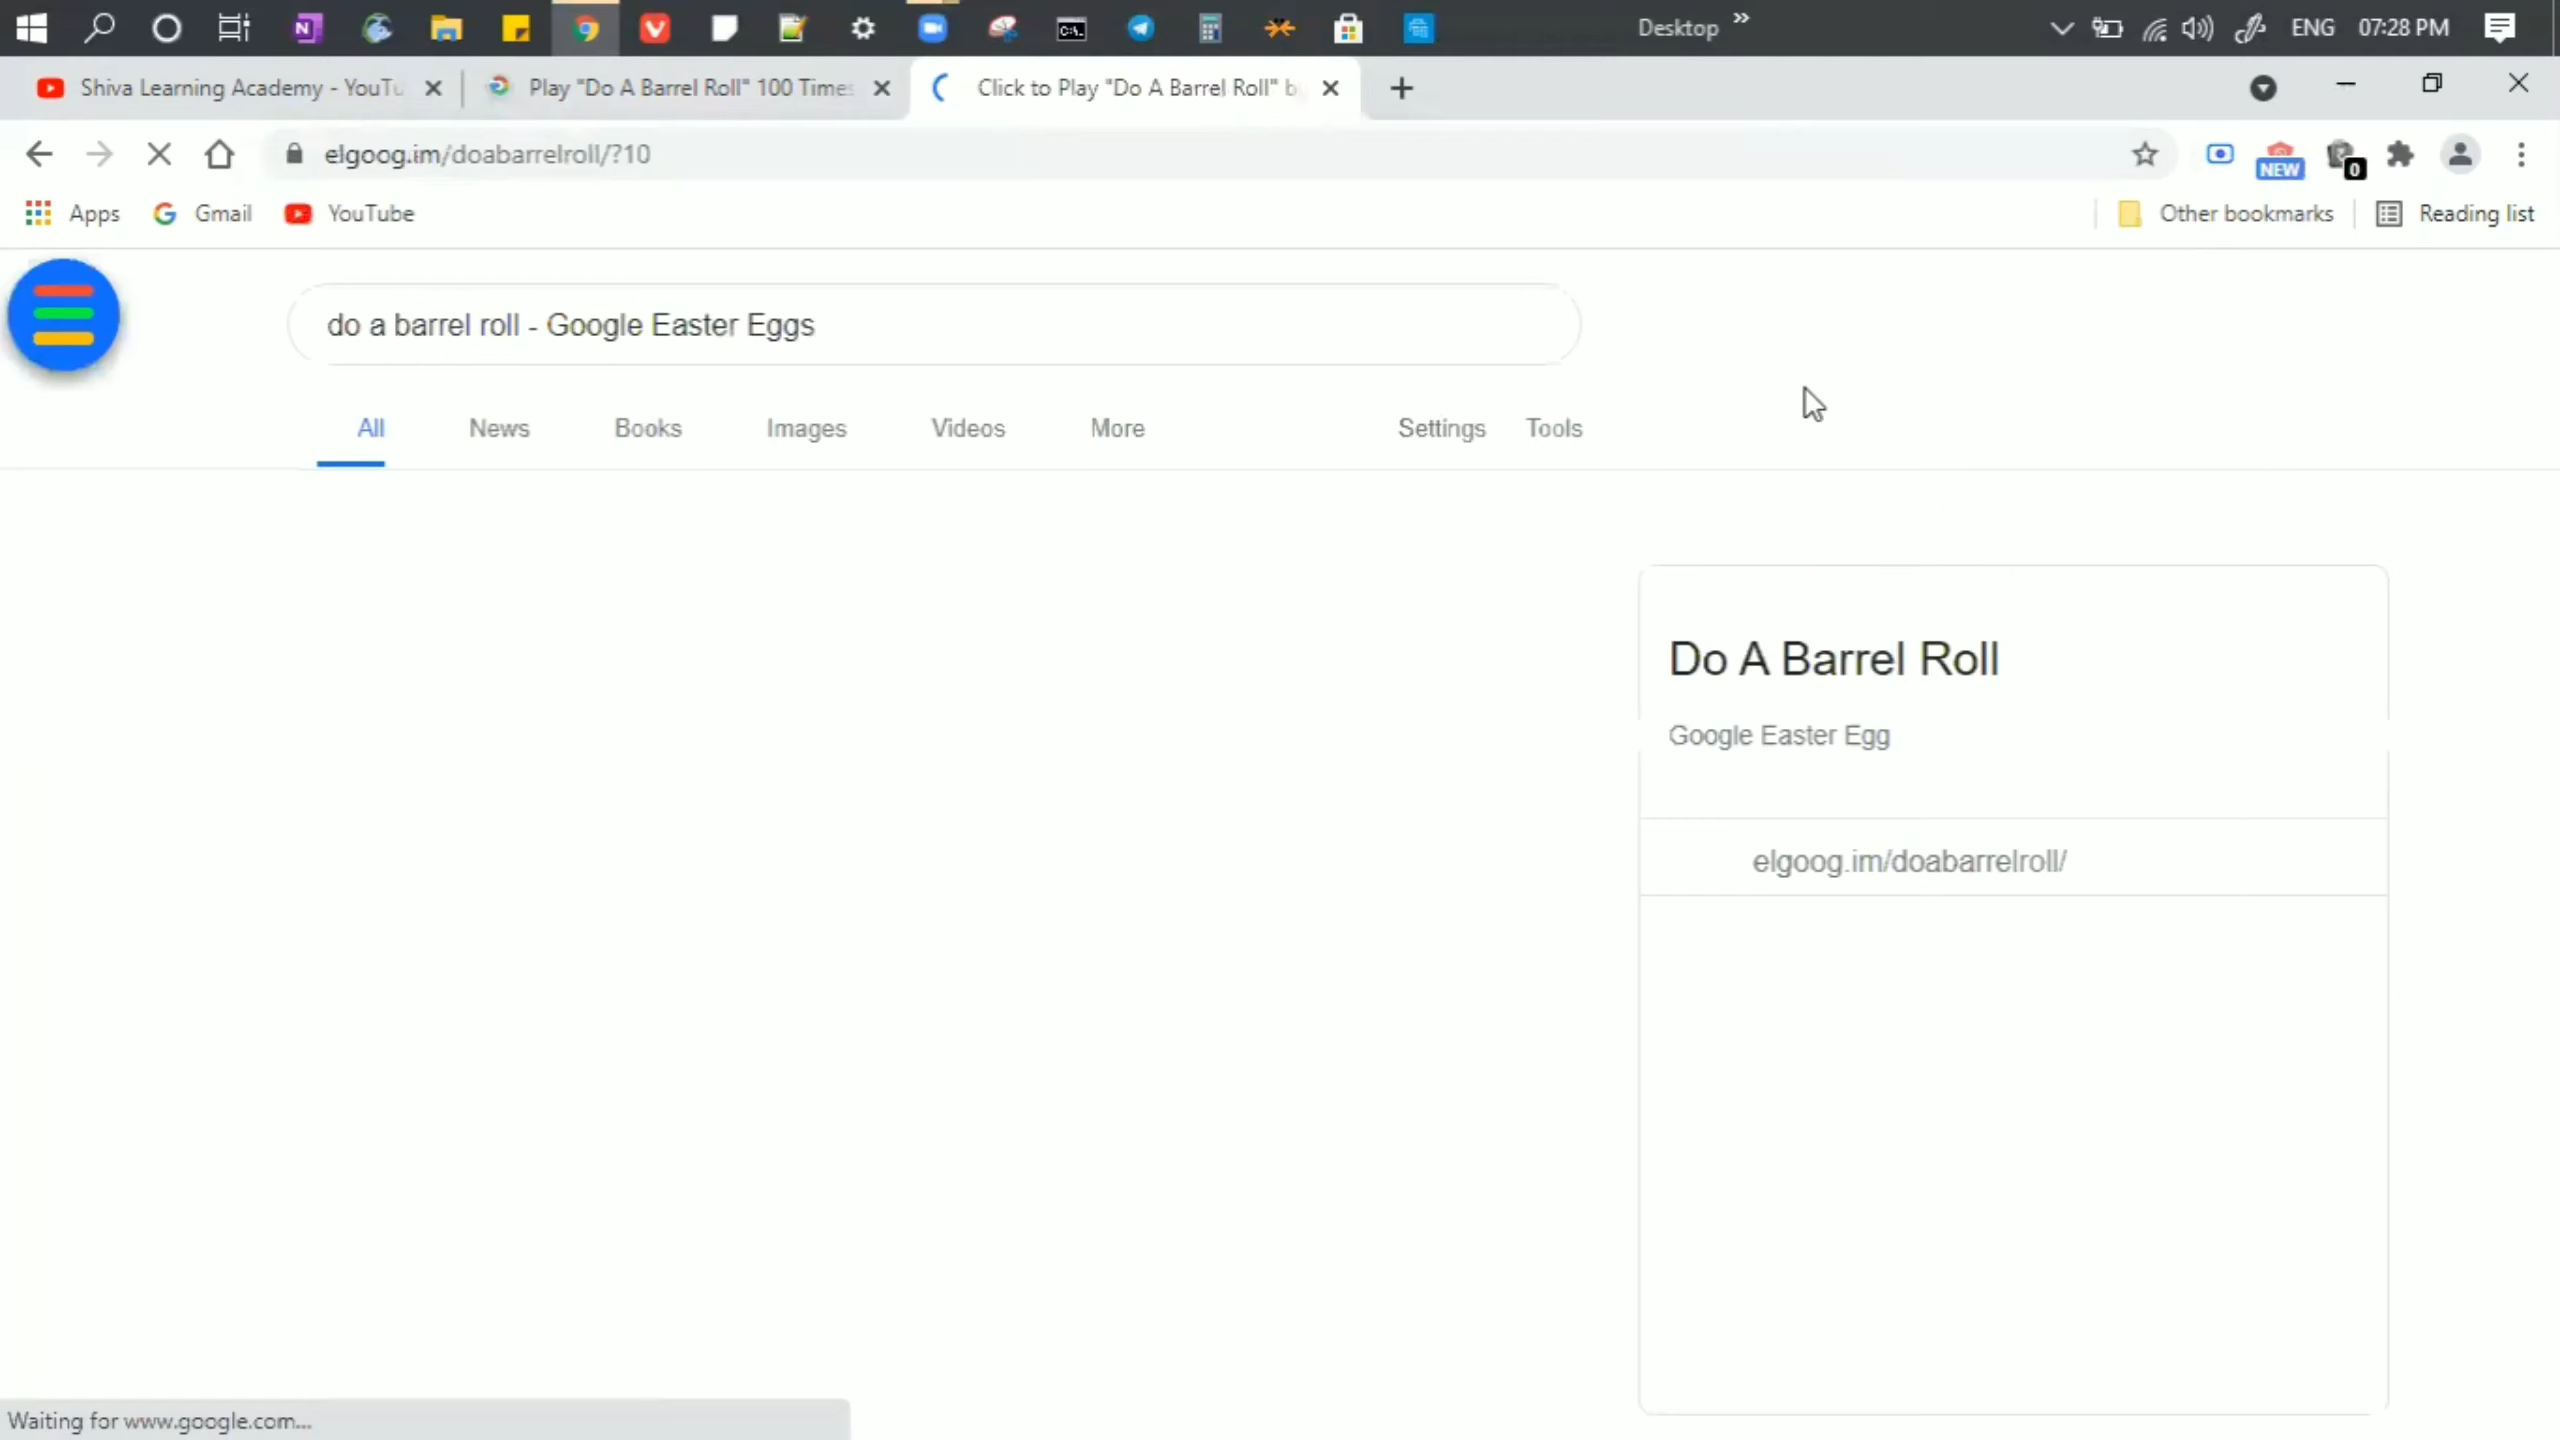 Desktop »
ENG 07:28 PM
Shiva Learning Academy - YouTu
Play "Do A Barrel Roll" 100 Times
Click to Play "Do A Barrel Roll" b
elgoog.im/doabarrelroll/?10
NEW
0
Apps Gmail YouTube
Other bookmarks Reading list
do a barrel roll - Google Easter Eggs
All News Books Images Videos More Settings Tools
Do A Barrel Roll
Google Easter Egg
elgoog.im/doabarrelroll/
Waiting for www.google.com...